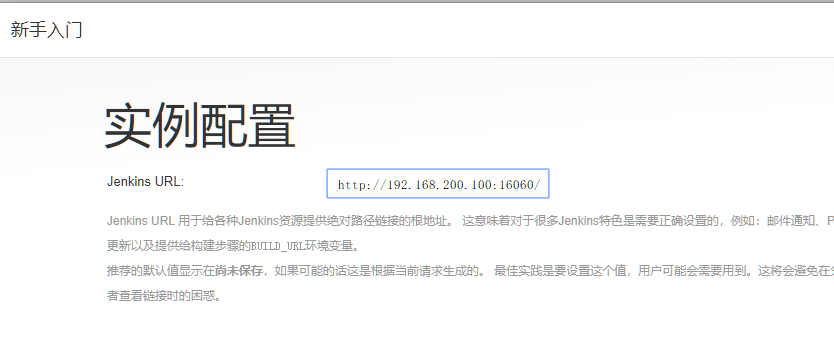 新手入门
实例配置
Jenkins URL:
http://192.168.200.100:16060/
Jenkins URL 用于给各种Jenkins资源提供绝对路径链接的根地址。 这意味着对于很多Jenkins特色是需要正确设置的，例如：邮件通知、P
更新以及提供给构建步骤的BUILD_URL环境变量。
推荐的默认值显示在尚未保存，如果可能的话这是根据当前请求生成的。 最佳实践是要设置这个值，用户可能会需要用到。这将会避免在分
者查看链接时的困惑。